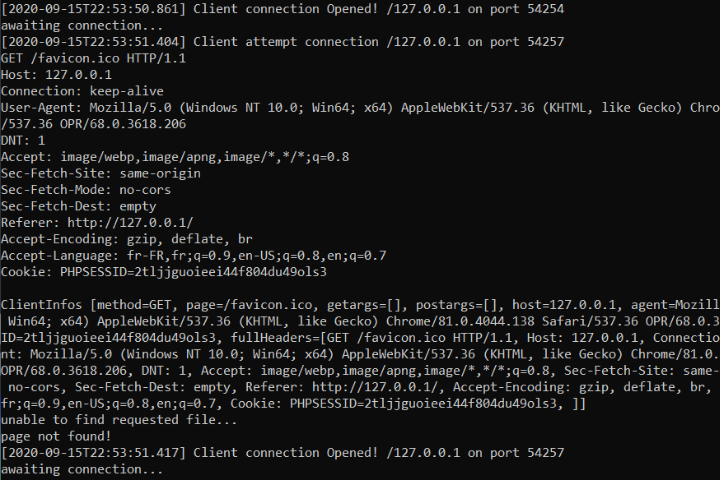 [2020-09-15T22:53:50.861] Client connection Opened! /127.0.0.1 on port 54254
awaiting connection...
[2020-09-15T22:53:51.404] Client attempt connection /127.0.0.1 on port 54257
GET /favicon.ico HTTP/1.1
Host: 127.0.0.1
Connection: keep-alive
User-Agent: Mozilla/5.0 (Windows NT 10.0; Win64; x64) AppleWebKit/537.36 (KHTML, like Gecko) Chro
/537.36 OPR/68.0.3618.206
DNT: 1
Accept: image/webp,image/apng,image/*,*/*;q=0.8
Sec-Fetch-Site: same-origin
Sec-Fetch-Mode: no-cors
Sec-Fetch-Dest: empty
Referer: http://127.0.0.1/
Accept-Encoding: gzip, deflate, br
Accept-Language: fr-FR,fr;q=0.9,en-US;q=0.8,en;q=0.7
Cookie: PHPSESSID=2tljjguoieei44f804du49ols3
ClientInfos [method=GET, page=/favicon.ico, getargs=[], postargs=[], host=127.0.0.1, agent=Mozill
Win64; x64) AppleWebKit/537.36 (KHTML, like Gecko) Chrome/81.0.4044.138 Safari/537.36 OPR/68.0.3
ID=2tljjguoieei44f804du49ols3, fullHeaders=[GET /favicon.ico HTTP/1.1, Host: 127.0.0.1, Connectio
nt: Mozilla/5.0 (Windows NT 10.0; Win64; x64) AppleWebKit/537.36 (KHTML, like Gecko) Chrome/81.0.
OPR/68.0.3618.206, DNT: 1, Accept: image/webp,image/apng,image/*,*/*;q=0.8, Sec-Fetch-Site: same-
no-cors, Sec-Fetch-Dest: empty, Referer: http://127.0.0.1/, Accept-Encoding: gzip, deflate, br,
fr;q=0.9,en-US;q=0.8,en;q=0.7, Cookie: PHPSESSID=2tljjguoieei44f804du49ols3, ]]
unable to find requested file...
page not found!
[2020-09-15T22:53:51.417] Client connection Opened! /127.0.0.1 on port 54257
awaiting connection...